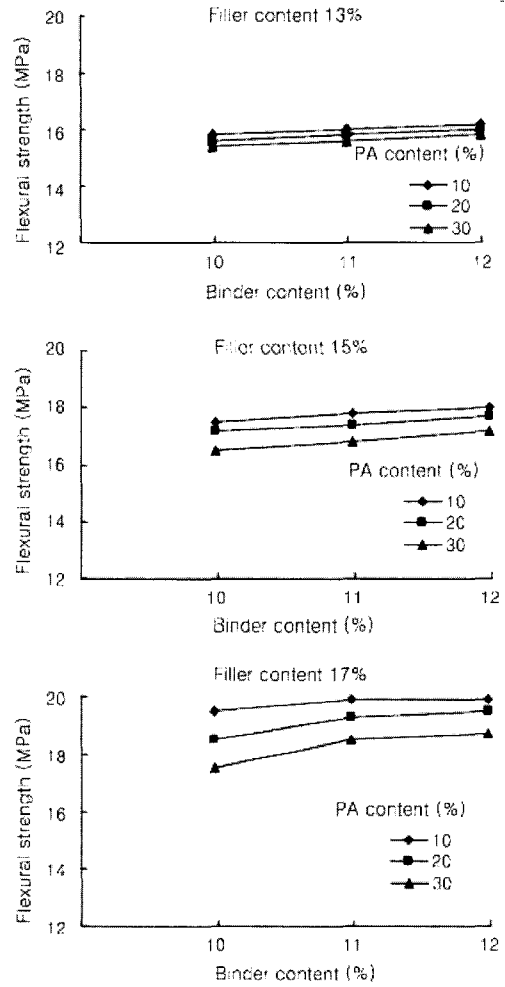 Filler content 13%
Flexural strength (MPa)
20
18
16
14
12
PA content (%)
10
20
30
10 11 12
Binder content (%)
Filler content 15%
Flexural strength (MPa)
20
18
16
14
12
PA content (%)
10
20
30
10 11 12
Binder content (%)
Filler content 17%
Flexural strength (MPa)
20
18
16
14
12
PA content (%)
10
20
30
10 11 12
Binder content (%)